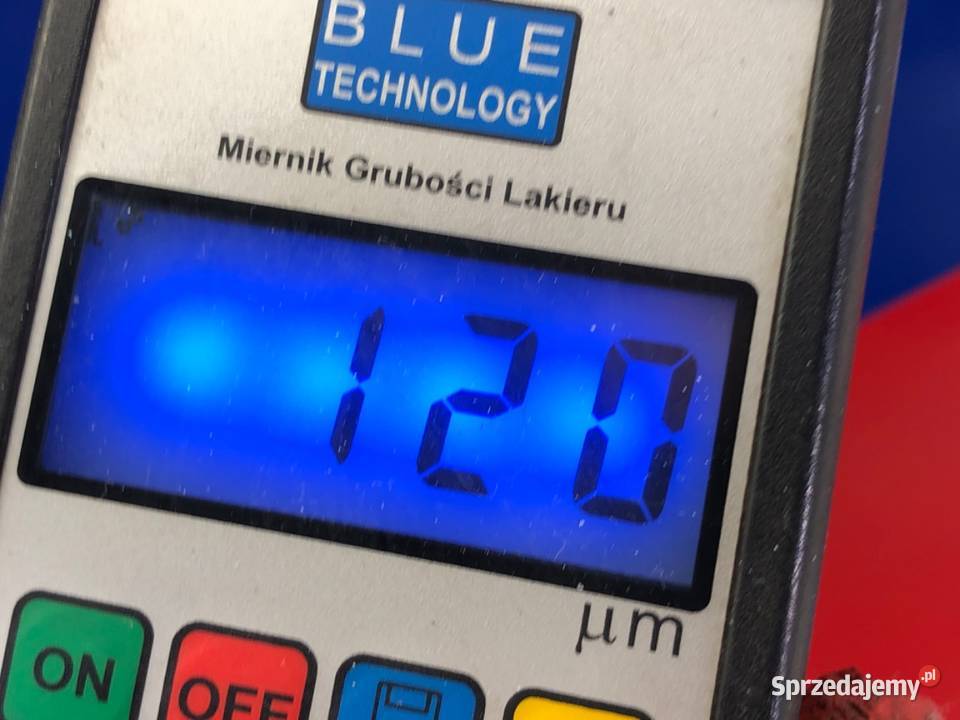 BLUE
TECHNOLOGY
Miernik Grubości Lakieru
120
µm
ON
OFF
Sprzedajemy.pl